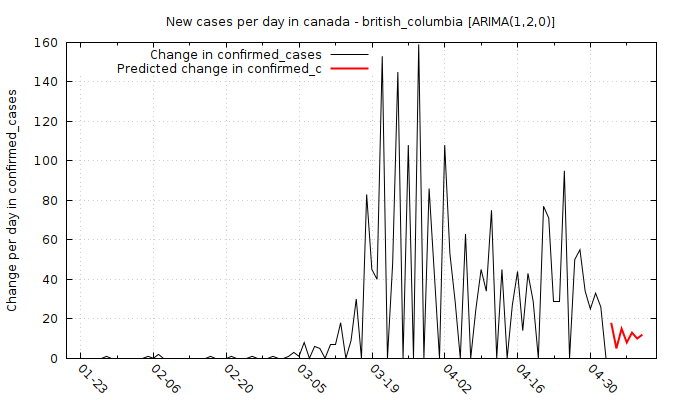 New cases per day in canada - british_columbia [ARIMA(1,2,0)]
Change in confirmed_cases
Predicted change in confirmed_c
Change per day in confirmed_cases
160
140
120
100
80
60
40
20
0
01-23 02-06 02-20 03-05 03-19 04-02 04-16 04-30